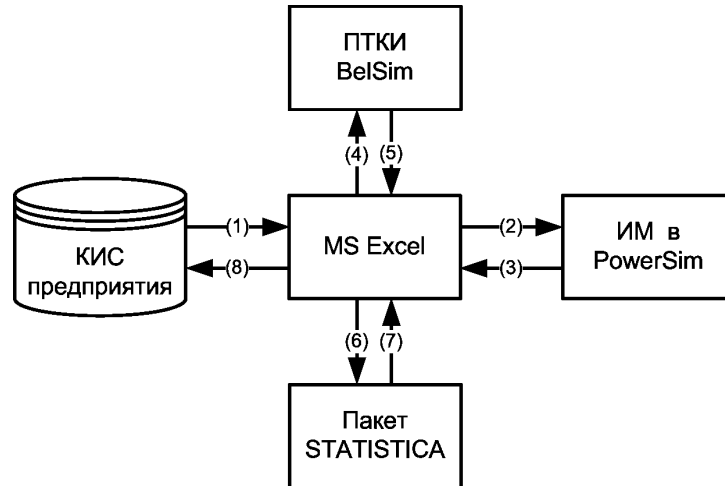 ПТКИ
BelSim
(4)
(5)
КИС
предприятия
(1)
(8)
MS Excel
(2)
(3)
ИМ в
PowerSim
(6)
(7)
Пакет
STATISTICA